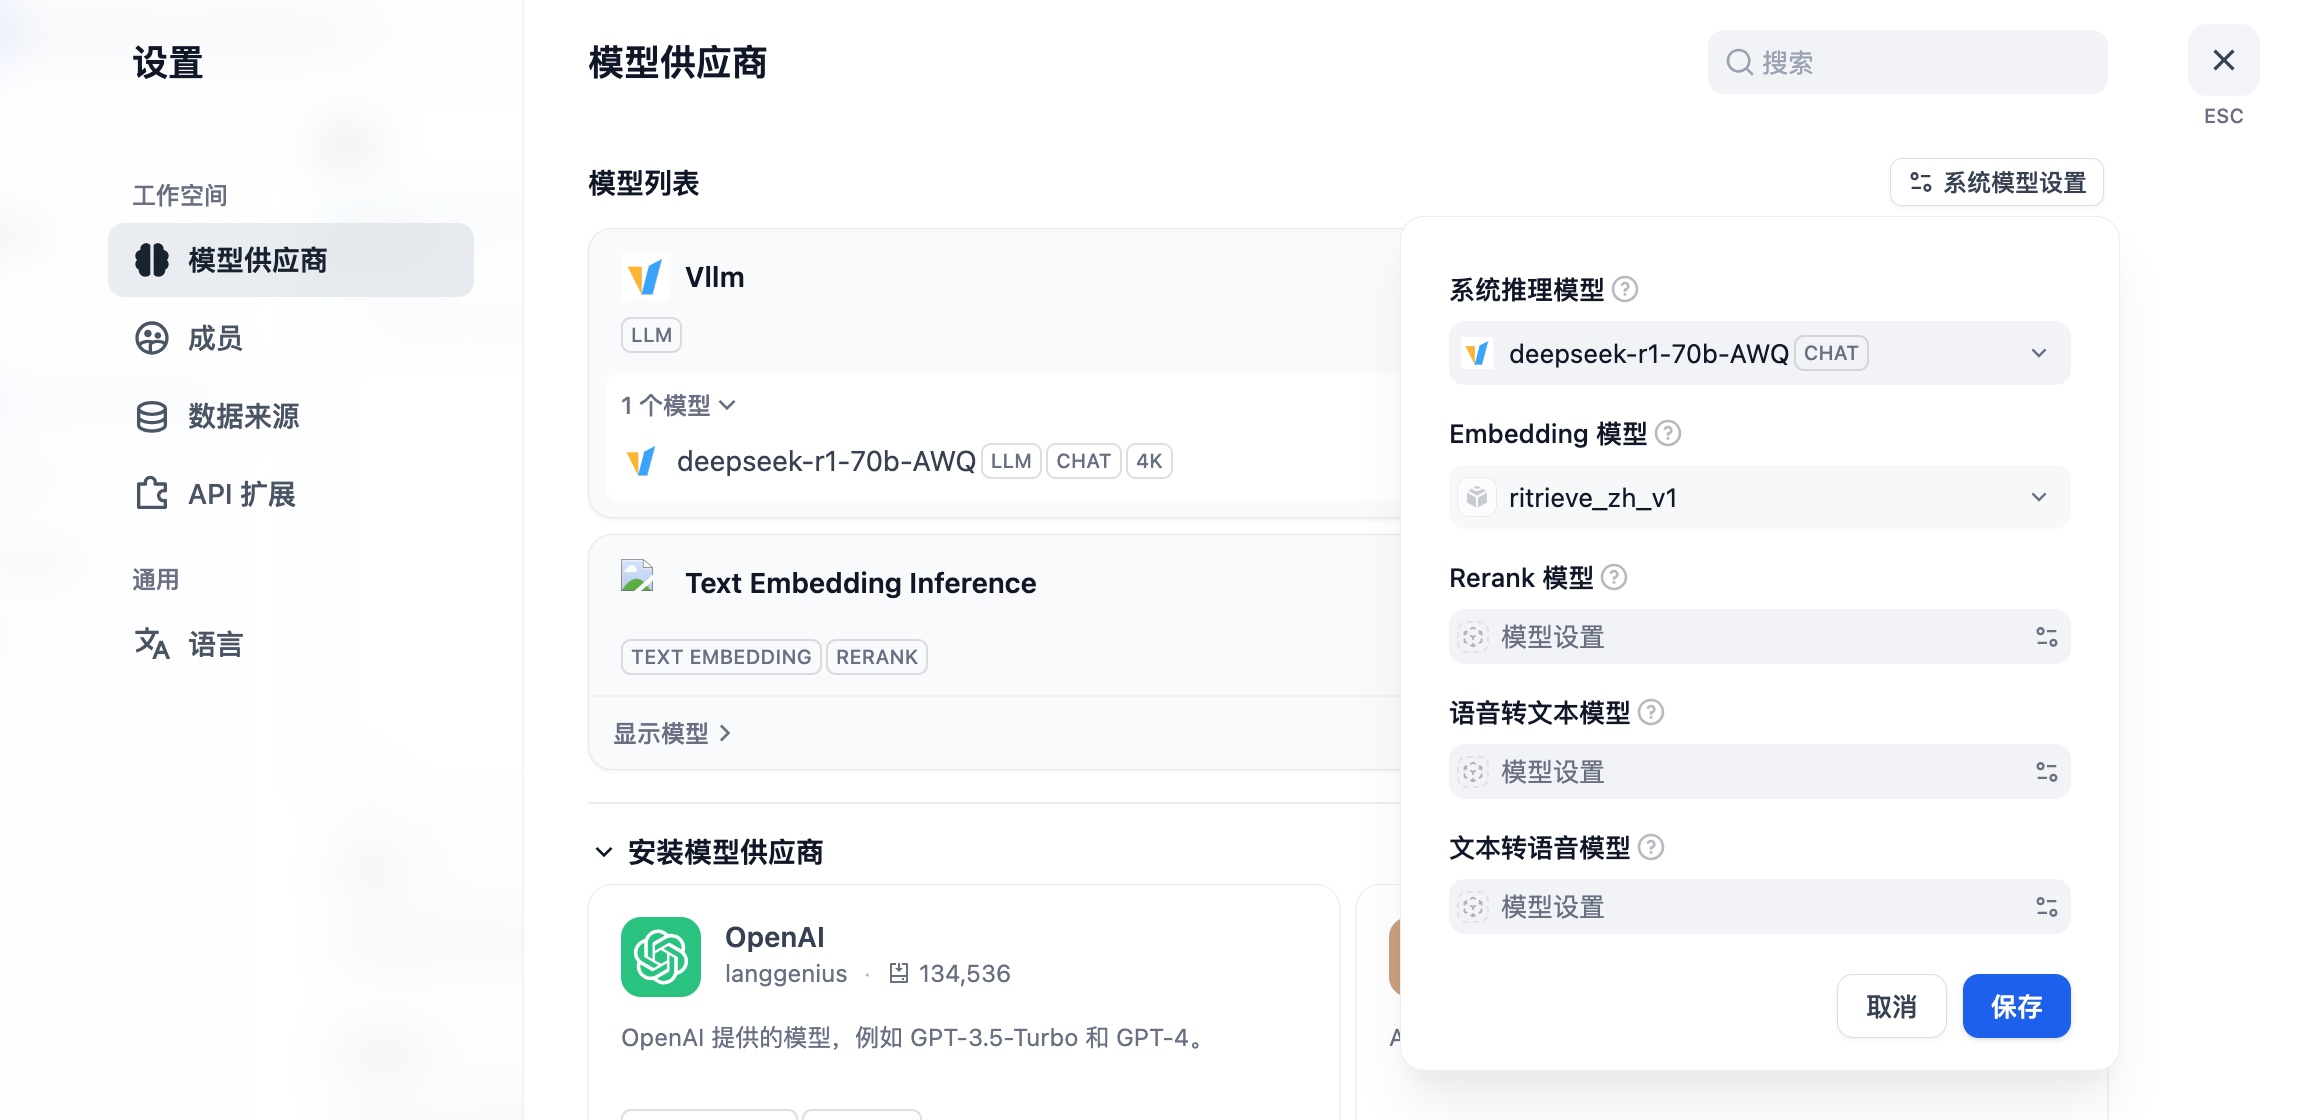 设置
工作空间
模型供应商
成员
数据来源
API 扩展
通用
语言
模型供应商
搜索
ESC
模型列表
系统模型设置
Vllm
LLM
1 个模型
deepseek-r1-70b-AWQ LLM CHAT 4K
Text Embedding Inference
TEXT EMBEDDING RERANK
显示模型
安装模型供应商
OpenAI
langgenius · 134,536
OpenAI 提供的模型，例如 GPT-3.5-Turbo 和 GPT-4。
系统推理模型
deepseek-r1-70b-AWQ CHAT
Embedding 模型
ritrieve_zh_v1
Rerank 模型
模型设置
语音转文本模型
模型设置
文本转语音模型
模型设置
取消
保存